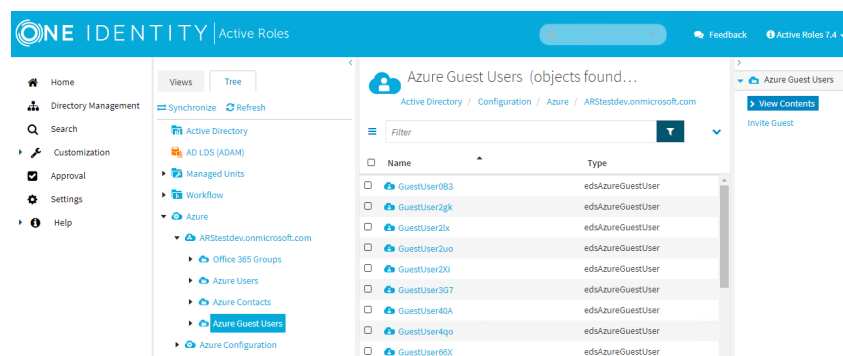 ONE IDENTITY Active Roles
Feedback
Active Roles 7.4
Home
Directory Management
Search
Customization
Approval
Settings
Help
Views
Tree
Synchronize
Refresh
Active Directory
AD LDS (ADAM)
Managed Units
Workflow
Azure
ARStestdev.onmicrosoft.com
Office 365 Groups
Azure Users
Azure Contacts
Azure Guest Users
Azure Configuration
Azure Guest Users (objects found...
Active Directory / Configuration / Azure / ARStestdev.onmicrosoft.com
Filter
Name Type
GuestUser0B3 edsAzureGuestUser
GuestUser2gk edsAzureGuestUser
GuestUser2lx edsAzureGuestUser
GuestUser2uo edsAzureGuestUser
GuestUser2Xi edsAzureGuestUser
GuestUser3G7 edsAzureGuestUser
GuestUser40A edsAzureGuestUser
GuestUser4qo edsAzureGuestUser
GuestUser66X edsAzureGuestUser
Azure Guest Users
View Contents
Invite Guest